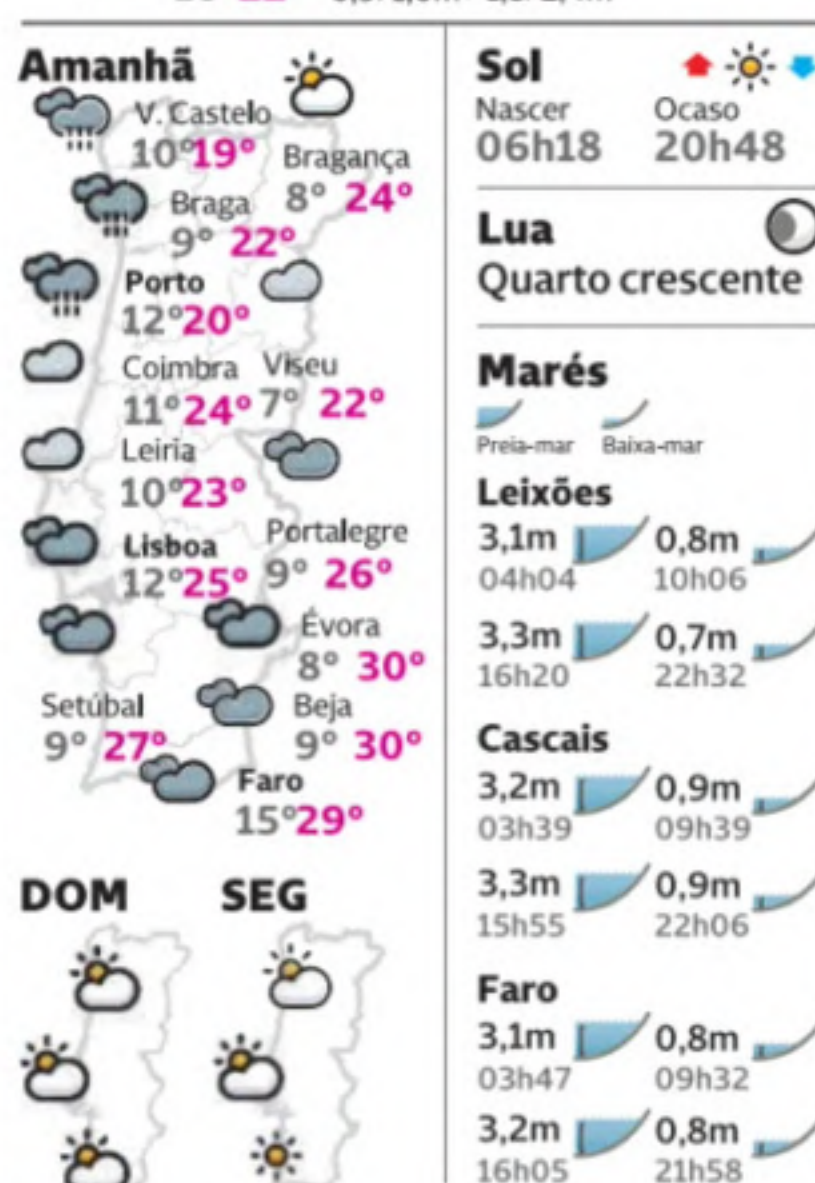 Amanhã
V. Castelo
10° 19°
Bragança
8° 24°
Braga
9° 22°
Porto
12° 20°
Coimbra
11° 24°
Viseu
7° 22°
Leiria
10° 23°
Lisboa
12° 25°
Portalegre
9° 26°
Évora
8° 30°
Setúbal
9° 27°
Beja
9° 30°
Faro
15° 29°
DOM SEG
Sol
Nascer Ocaso
06h18 20h48
Lua
Quarto crescente
Marés
Preia-mar Baixa-mar
Leixões
3,1m 0,8m
04h04 10h06
3,3m 0,7m
16h20 22h32
Cascais
3,2m 0,9m
03h39 09h39
3,3m 0,9m
15h55 22h06
Faro
3,1m 0,8m
03h47 09h32
3,2m 0,8m
16h05 21h58